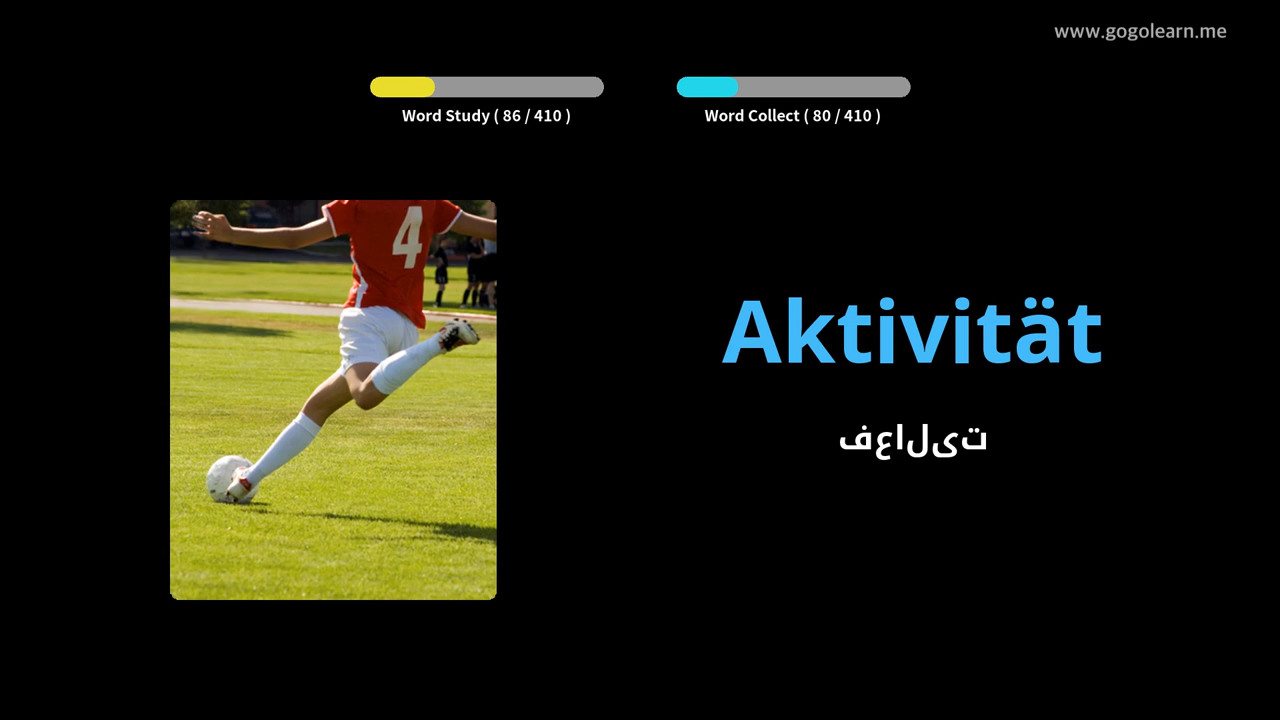 www.gogolearn.me
Word Study ( 86 / 410 )
Word Collect ( 80 / 410 )
4
Aktivität
فعالیت